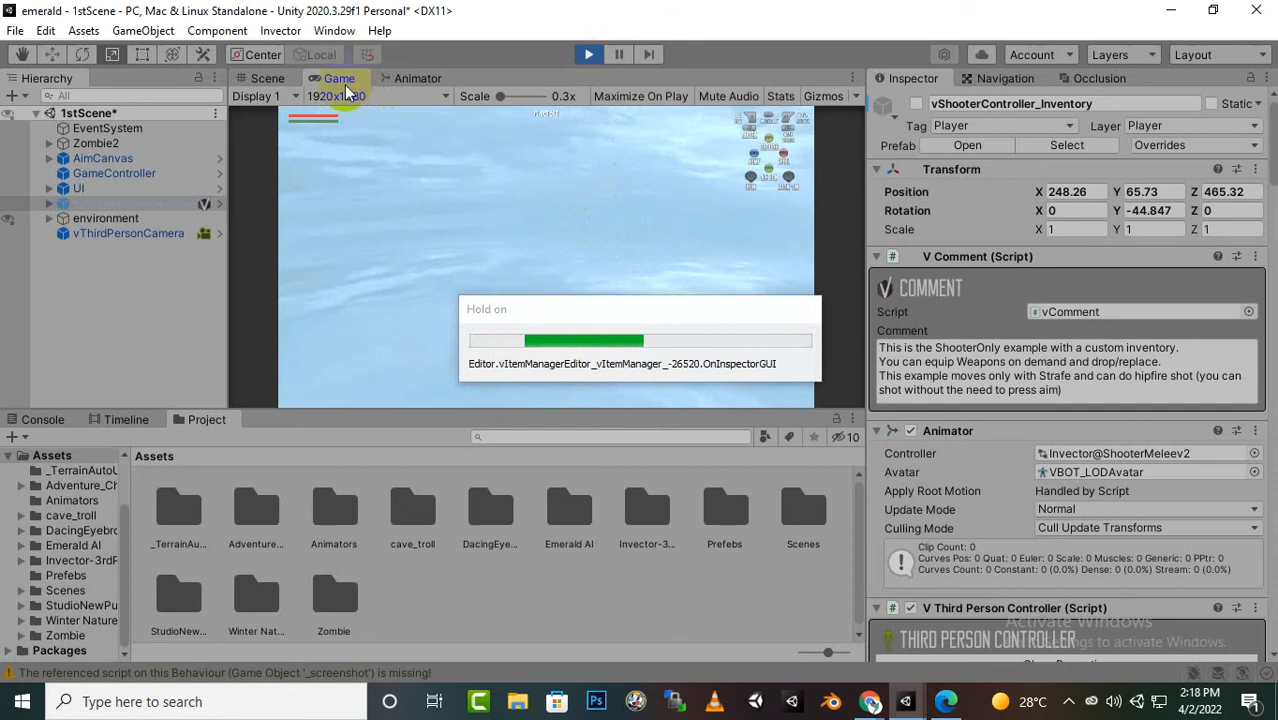 emerald - 1stScene - PC, Mac & Linux Standalone - Unity 2020.3.29f1 Personal* <DX11>
File Edit Assets GameObject Component Invector Window Help
Center Local Account Layers Layout
Hierarchy Scene Game Animator Inspector Navigation Occlusion
All Display 1 1920x1080 Scale 0.3x Maximize On Play Mute Audio Stats Gizmos
1stScene*
EventSystem
Zombie2
AimCanvas
GameController
UI
environment
vThirdPersonCamera
vShooterController_Inventory Static
Tag Player Layer Player
Prefab Open Select Overrides
Transform
Position X 248.26 Y 65.73 Z 465.32
Rotation X 0 Y -44.847 Z 0
Scale X 1 Y 1 Z 1
V Comment (Script)
COMMENT
Script vComment
Comment
This is the ShooterOnly example with a custom inventory.
You can equip Weapons on demand and drop/replace.
This example moves only with Strafe and can do hipfire shot (you can
shot without the need to press aim)
Hold on
Editor.vItemManagerEditor_vItemManager_-26520.OnInspectorGUI
Animator
Controller Invector@ShooterMeleev2
Avatar VBOT_LODAvatar
Apply Root Motion Handled by Script
Update Mode Normal
Culling Mode Cull Update Transforms
Clip Count: 0
Curves Pos: 0 Quat: 0 Euler: 0 Scale: 0 Muscles: 0 Generic: 0 PPtr: 0
Curves Count: 0 Constant: 0 (0.0%) Dense: 0 (0.0%) Stream: 0 (0.0%)
V Third Person Controller (Script)
THIRD PERSON CONTROLLER
Activate Windows
Go to Settings to activate Windows.
Console Timeline Project
10
Assets
_TerrainAutoU
Adventure_Ch
Animators
cave_troll
DacingEyebro
Emerald AI
Invector-3rdP
Prefebs
Scenes
StudioNewPu
Winter Nature
Zombie
Packages
Assets
_TerrainAu... Adventure... Animators cave_troll DacingEye... Emerald AI Invector-3... Prefebs Scenes
StudioNew... Winter Nat... Zombie
The referenced script on this Behaviour (Game Object '_screenshot') is missing!
Type here to search
28°C
2:18 PM
4/2/2022